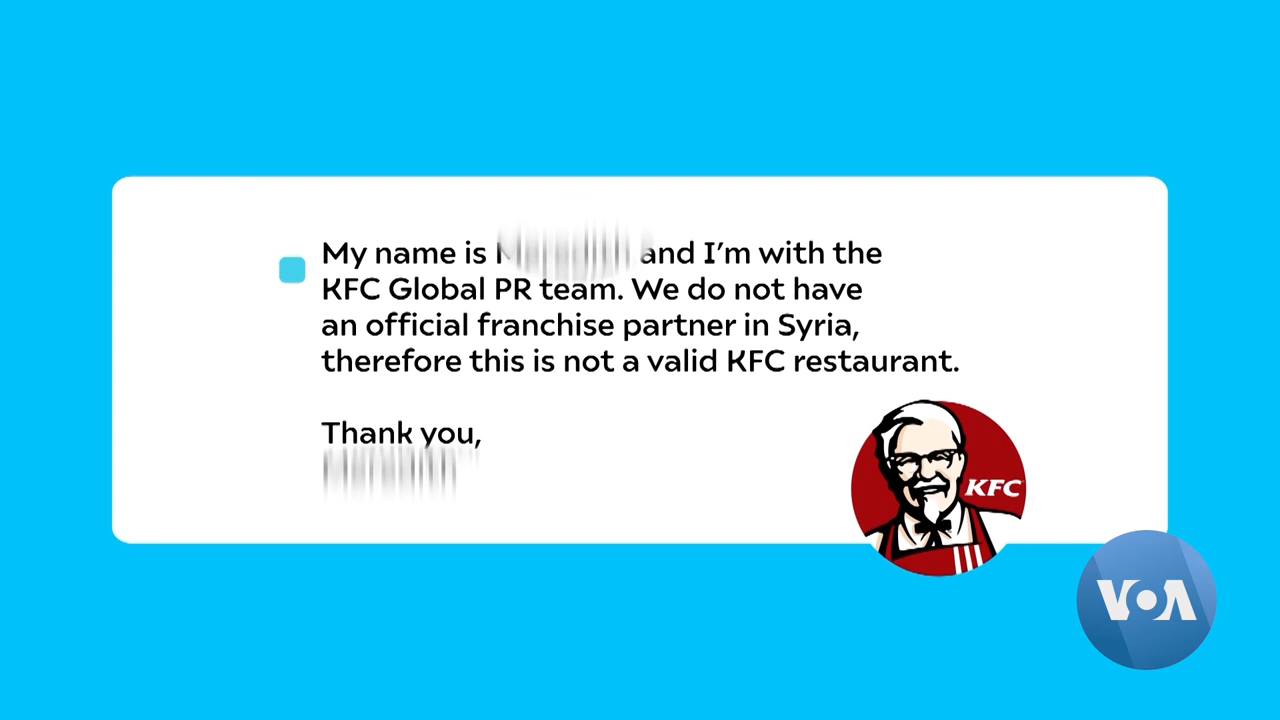 My name is and I'm with the
KFC Global PR team. We do not have
an official franchise partner in Syria,
therefore this is not a valid KFC restaurant.
Thank you,
KFC
VOA